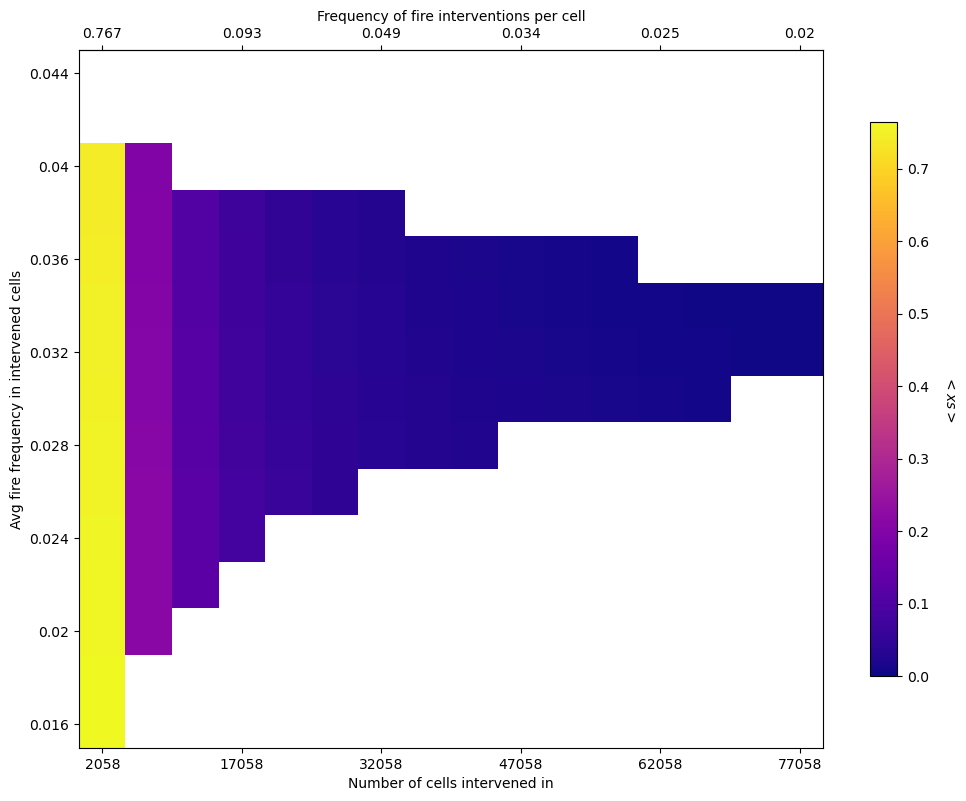 Frequency of fire interventions per cell
0.767 0.093 0.049 0.034 0.025 0.02
Avg fire frequency in intervened cells
0.044
0.04
0.036
0.032
0.028
0.024
0.02
0.016
2058 17058 32058 47058 62058 77058
Number of cells intervened in
0.7
0.6
0.5
0.4
0.3
0.2
0.1
0.0
< xs >